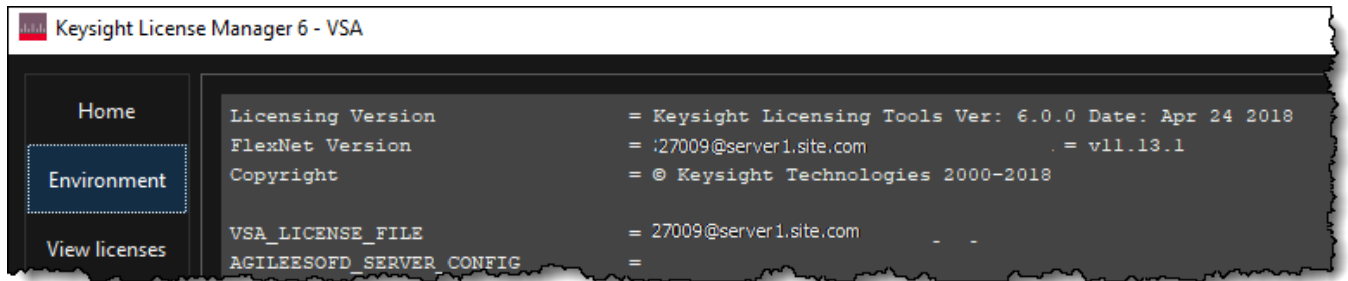 Keysight License Manager 6 - VSA
Home
Environment
View licenses
Licensing Version = Keysight Licensing Tools Ver: 6.0.0 Date: Apr 24 2018
FlexNet Version = :27009@server1.site.com . = v11.13.1
Copyright = © Keysight Technologies 2000-2018
VSA_LICENSE_FILE = 27009@server1.site.com
AGILEESOFD_SERVER_CONFIG =